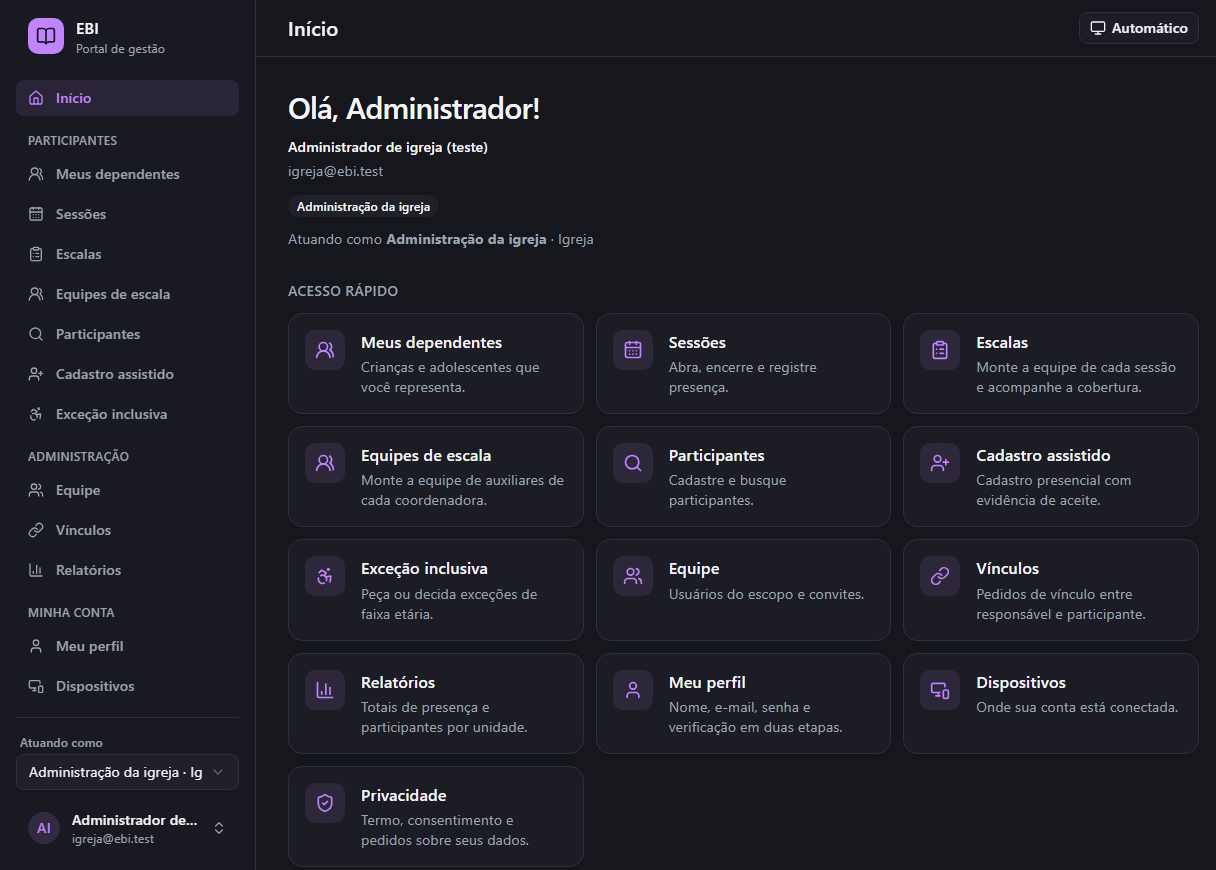 EBI
Portal de gestão
Início
PARTICIPANTES
Meus dependentes
Sessões
Escalas
Equipes de escala
Participantes
Cadastro assistido
Exceção inclusiva
ADMINISTRAÇÃO
Equipe
Vínculos
Relatórios
MINHA CONTA
Meu perfil
Dispositivos
Atuando como
Administração da igreja · Ig
AI
Administrador de...
igreja@ebi.test
Início
Automático
Olá, Administrador!
Administrador de igreja (teste)
igreja@ebi.test
Administração da igreja
Atuando como Administração da igreja · Igreja
ACESSO RÁPIDO
Meus dependentes
Crianças e adolescentes que
você representa.
Sessões
Abra, encerre e registre
presença.
Escalas
Monte a equipe de cada sessão
e acompanhe a cobertura.
Equipes de escala
Monte a equipe de auxiliares de
cada coordenadora.
Participantes
Cadastre e busque
participantes.
Cadastro assistido
Cadastro presencial com
evidência de aceite.
Exceção inclusiva
Peça ou decida exceções de
faixa etária.
Equipe
Usuários do escopo e convites.
Vínculos
Pedidos de vínculo entre
responsável e participante.
Relatórios
Totais de presença e
participantes por unidade.
Meu perfil
Nome, e-mail, senha e
verificação em duas etapas.
Dispositivos
Onde sua conta está conectada.
Privacidade
Termo, consentimento e
pedidos sobre seus dados.